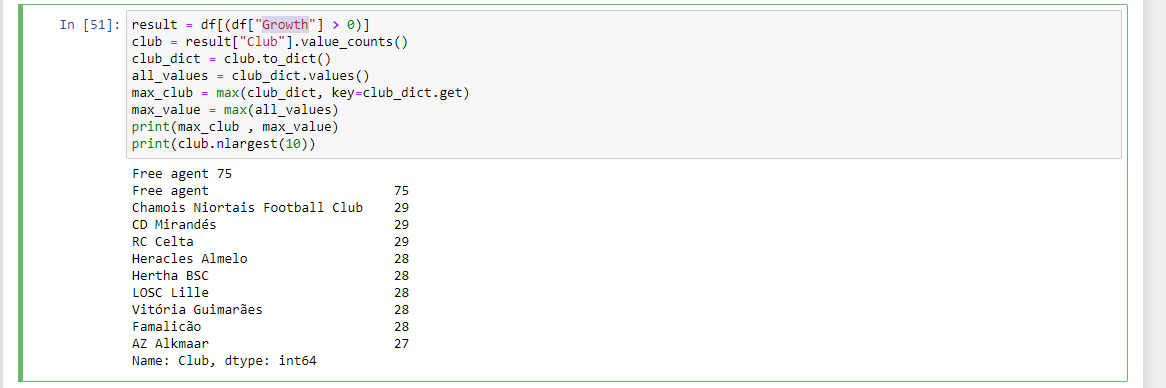 In [51]: result = df[(df["Growth"] > 0)]
club = result["Club"].value_counts()
club_dict = club.to_dict()
all_values = club_dict.values()
max_club = max(club_dict, key=club_dict.get)
max_value = max(all_values)
print(max_club , max_value)
print(club.nlargest(10))
Free agent 75
Free agent 75
Chamois Niortais Football Club 29
CD Mirandés 29
RC Celta 29
Heracles Almelo 28
Hertha BSC 28
LOSC Lille 28
Vitória Guimarães 28
Famalicão 28
AZ Alkmaar 27
Name: Club, dtype: int64